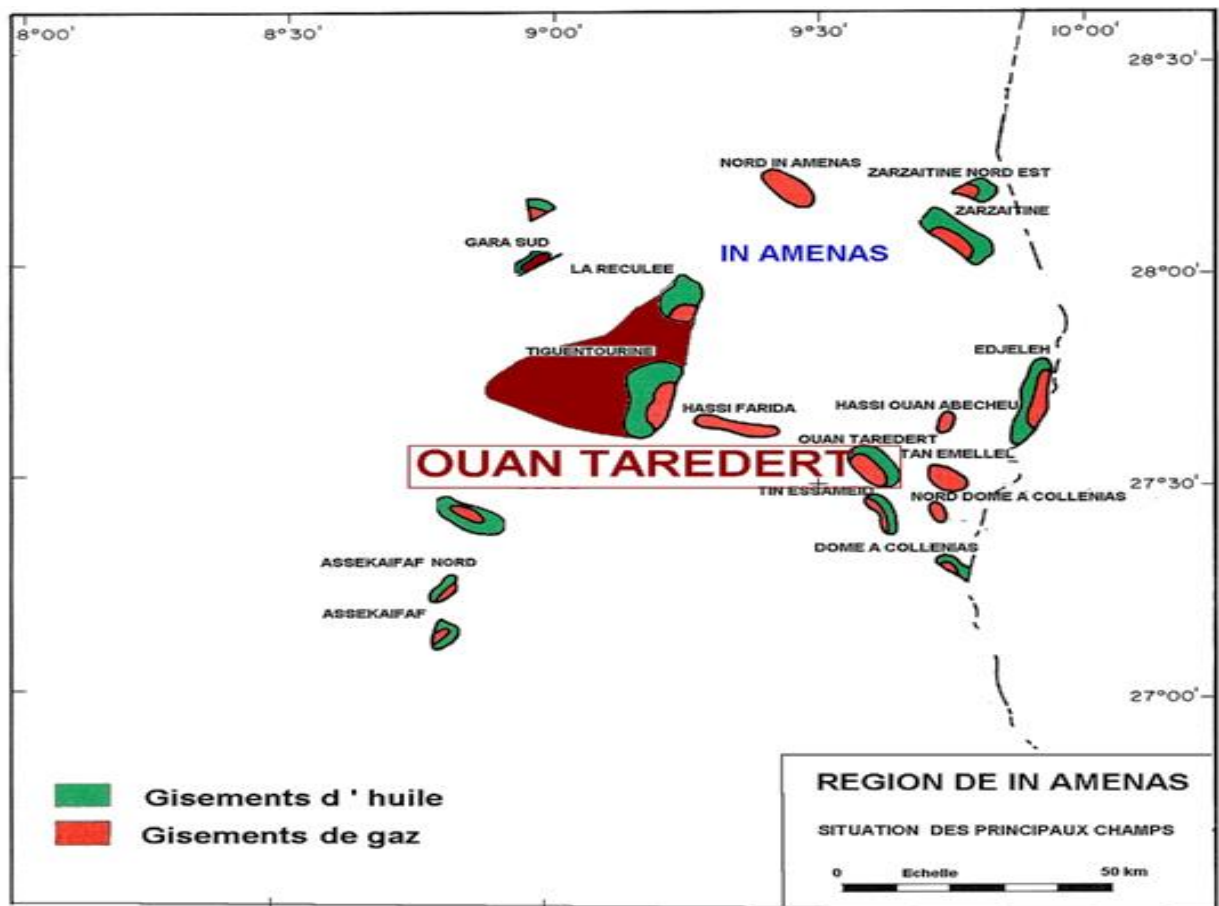 8°00'
8°30'
9°00'
9°30'
10°00'
28°30'
NORD IN AMENAS
ZARZAITINE NORD EST
ZARZAITINE
GARA SUD
IN AMENAS
LA RECULEE
28°00'
TIGUENTOURINE
EDJELEH
HASSI FARIDA
HASSI OUAN ABECHEU
OUAN TAREDERT
OUAN TAREDERT
TAN EMELLEL
27°30'
TIN ESSAMEID
NORD DOME A COLLENIAS
DOME A COLLENIAS
ASSEKAIFAF NORD
ASSEKAIFAF
27°00'
Gisements d ' huile
Gisements de gaz
REGION DE IN AMENAS
SITUATION DES PRINCIPAUX CHAMPS
0 Echelle 50 km